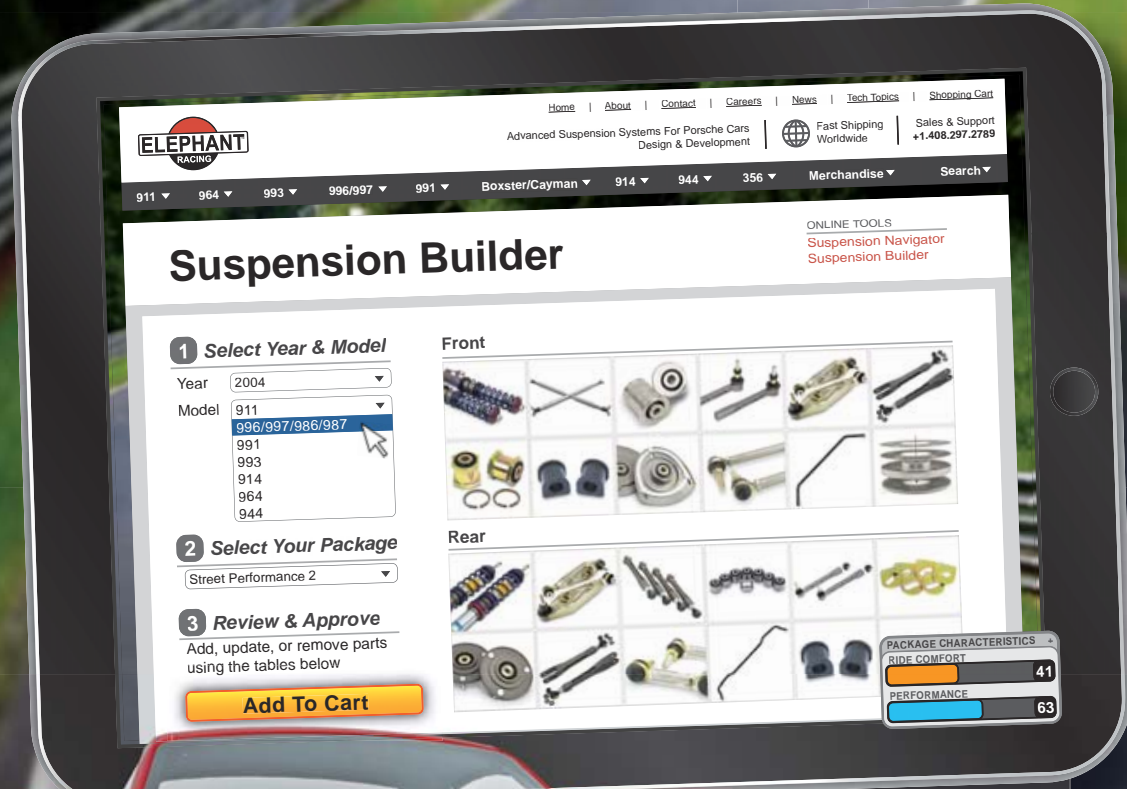 Home | About | Contact | Careers | News | Tech Topics | Shopping Cart
ELEPHANT
RACING
Advanced Suspension Systems For Porsche Cars
Design & Development
Fast Shipping
Worldwide
Sales & Support
+1.408.297.2789
911 964 993 996/997 991 Boxster/Cayman 914 944 356 Merchandise Search
Suspension Builder
ONLINE TOOLS
Suspension Navigator
Suspension Builder
1 Select Year & Model
Year 2004
Model 911
996/997/986/987
991
993
914
964
944
2 Select Your Package
Street Performance 2
3 Review & Approve
Add, update, or remove parts
using the tables below
Add To Cart
Front
Rear
PACKAGE CHARACTERISTICS +
RIDE COMFORT
41
PERFORMANCE
63